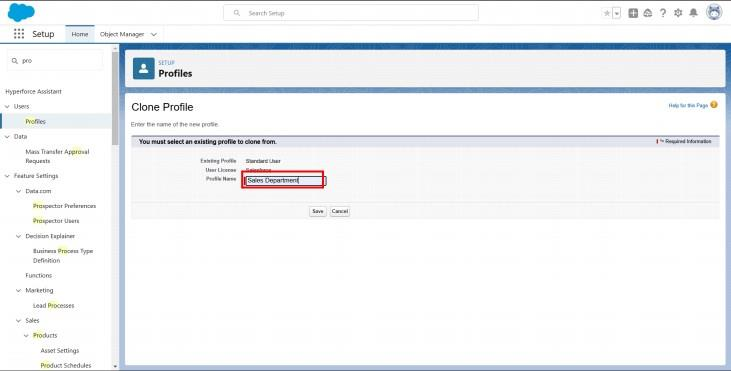 Search Setup
Setup
Home
Object Manager
pro
Hyperforce Assistant
Users
Profiles
Data
Mass Transfer Approval
Requests
Feature Settings
Data.com
Prospector Preferences
Prospector Users
Decision Explainer
Business Process Type
Definition
Functions
Marketing
Lead Processes
Sales
Products
Asset Settings
Product Schedules
SETUP
Profiles
Clone Profile
Help for this Page
Enter the name of the new profile.
You must select an existing profile to clone from.
= Required Information
Existing Profile Standard User
User License Salesforce
Profile Name Sales Department
Save Cancel